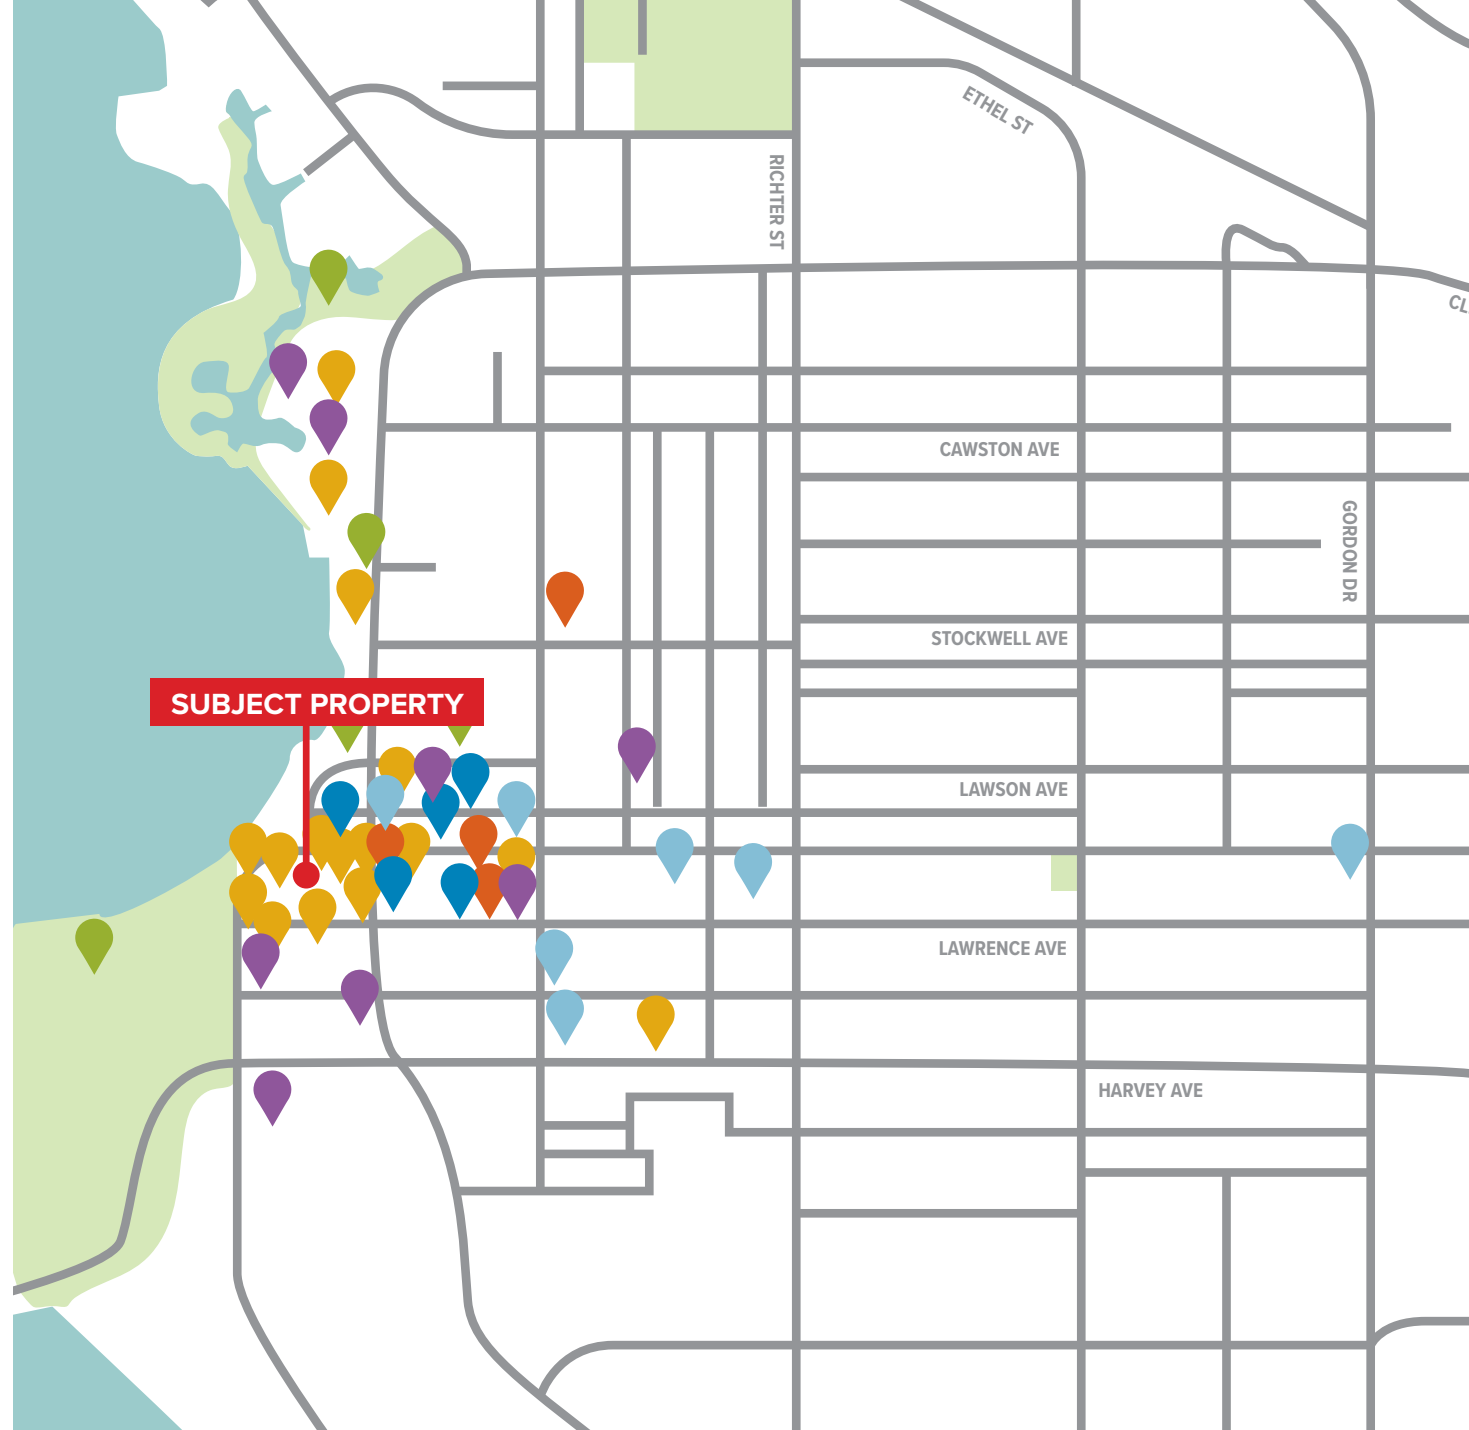 ETHEL ST
RICHTER ST
CL
CAWSTON AVE
GORDON DR
STOCKWELL AVE
SUBJECT PROPERTY
LAWSON AVE
LAWRENCE AVE
HARVEY AVE